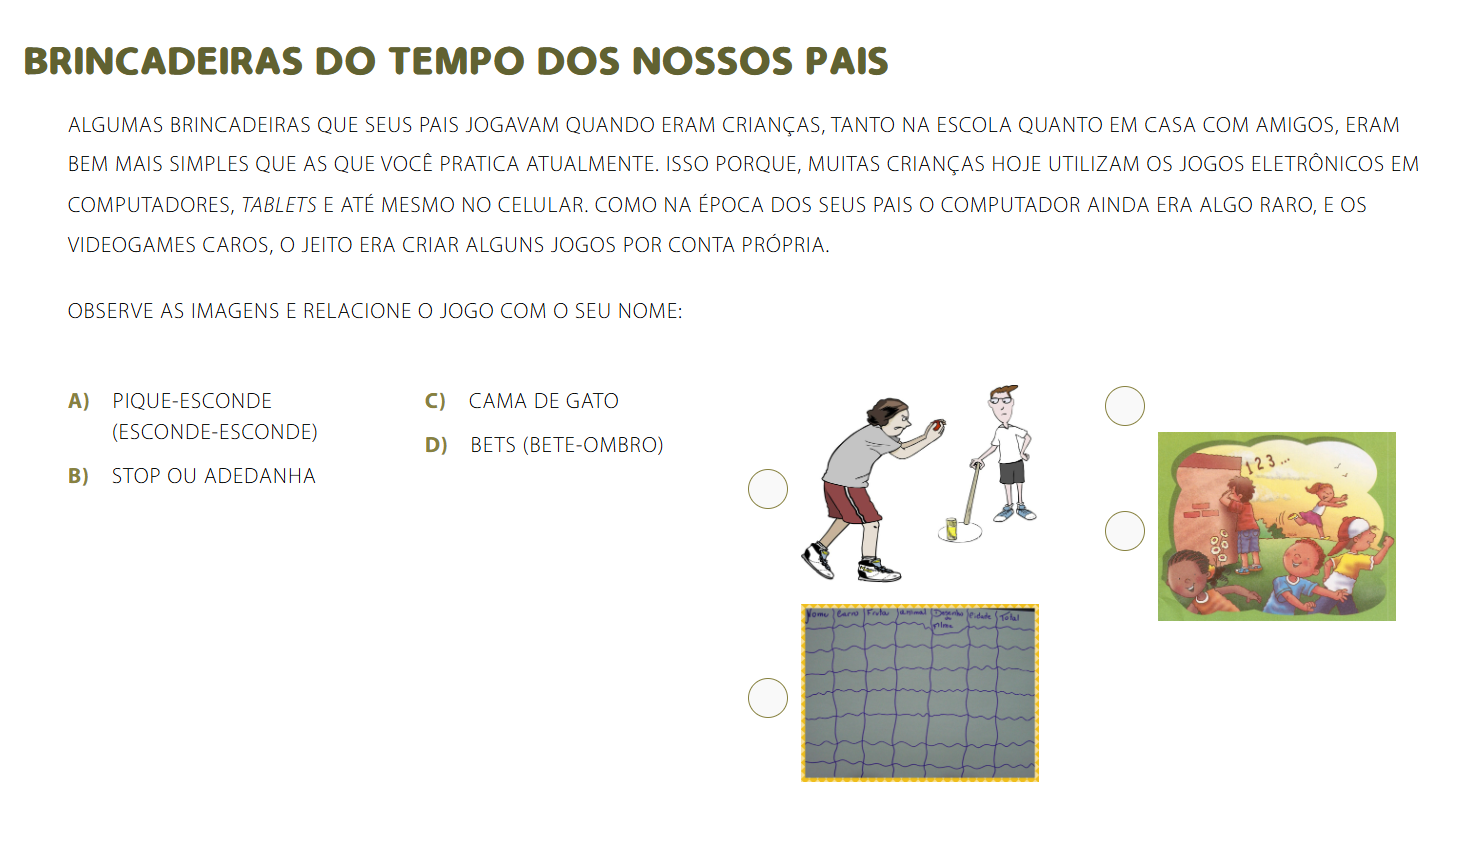 BRINCADEIRAS DO TEMPO DOS NOSSOS PAIS
ALGUMAS BRINCADEIRAS QUE SEUS PAIS JOGAVAM QUANDO ERAM CRIANÇAS, TANTO NA ESCOLA QUANTO EM CASA COM AMIGOS, ERAM
BEM MAIS SIMPLES QUE AS QUE VOCÊ PRATICA ATUALMENTE. ISSO PORQUE, MUITAS CRIANÇAS HOJE UTILIZAM OS JOGOS ELETRÔNICOS EM
COMPUTADORES, TABLETS E ATÉ MESMO NO CELULAR. COMO NA ÉPOCA DOS SEUS PAIS O COMPUTADOR AINDA ERA ALGO RARO, E OS
VIDEOGAMES CAROS, O JEITO ERA CRIAR ALGUNS JOGOS POR CONTA PRÓPRIA.
OBSERVE AS IMAGENS E RELACIONE O JOGO COM O SEU NOME:
A) PIQUE-ESCONDE
(ESCONDE-ESCONDE)
B) STOP OU ADEDANHA
C) CAMA DE GATO
D) BETS (BETE-OMBRO)
1 2 3...
Nome Carro Fruta animal Desenho Cidade Total